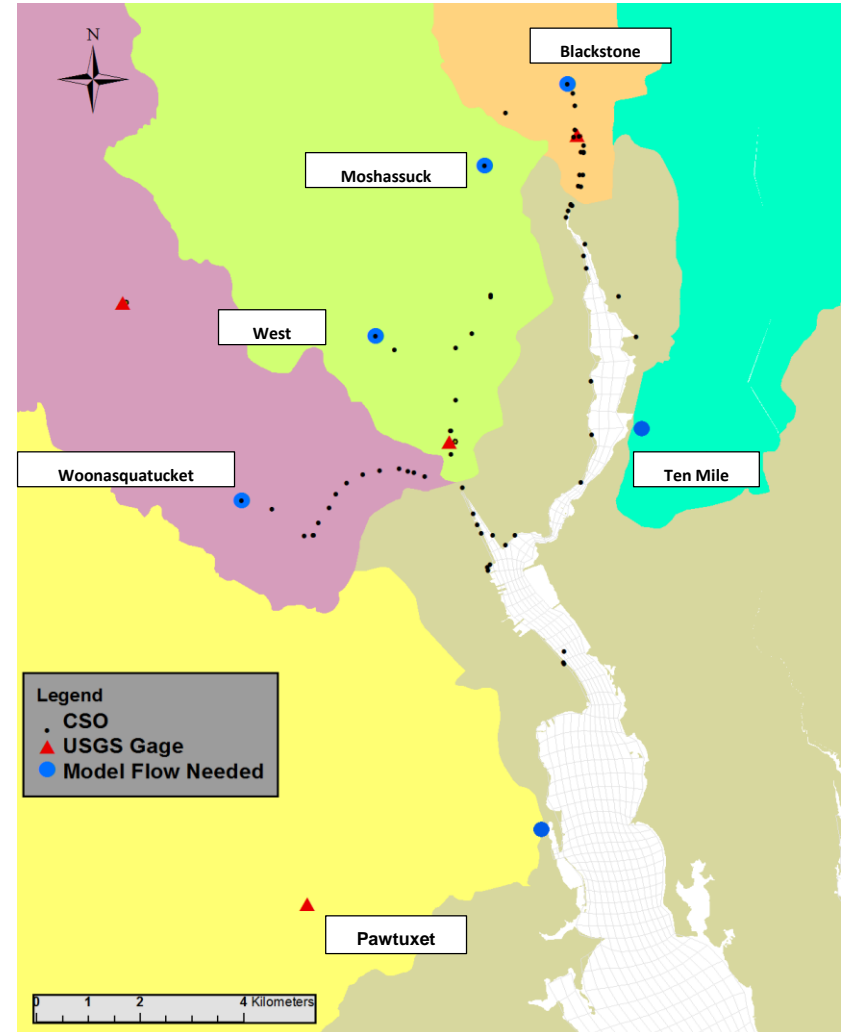 N
Blackstone
Moshassuck
West
Woonasquatucket
Ten Mile
Legend
CSO
USGS Gage
Model Flow Needed
Pawtuxet
0 1 2 4 Kilometers